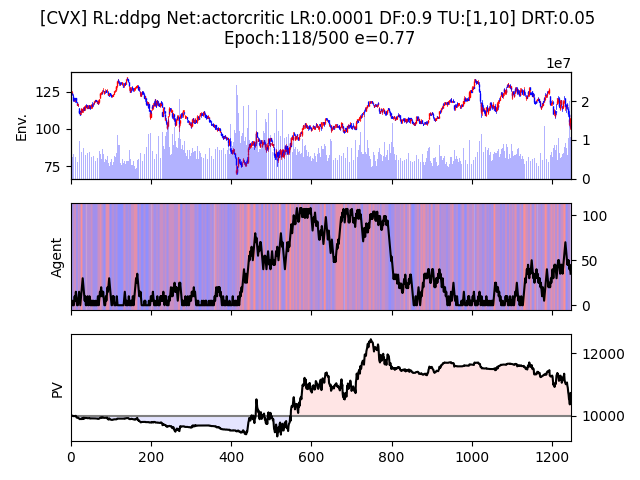 [CVX] RL:ddpg Net:actorcritic LR:0.0001 DF:0.9 TU:[1,10] DRT:0.05
Epoch:118/500 e=0.77
1e7
125
100
75
Env.
2
1
0
Agent
100
50
0
PV
12000
10000
0 200 400 600 800 1000 1200